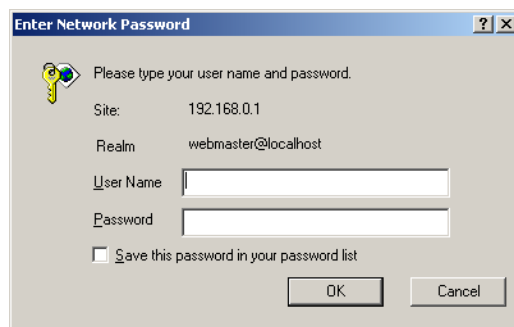 Enter Network Password
Please type your user name and password.
Site: 192.168.0.1
Realm webmaster@localhost
User Name
Password
Save this password in your password list
OK Cancel